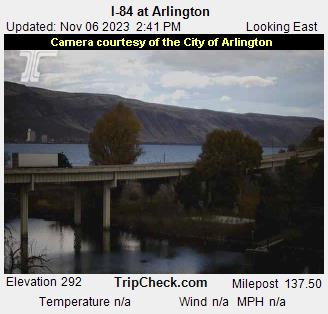 I-84 at Arlington
Updated: Nov 06 2023 2:41 PM Looking East
Camera courtesy of the City of Arlington
Elevation 292 TripCheck.com Milepost 137.50
Temperature n/a Wind n/a MPH n/a